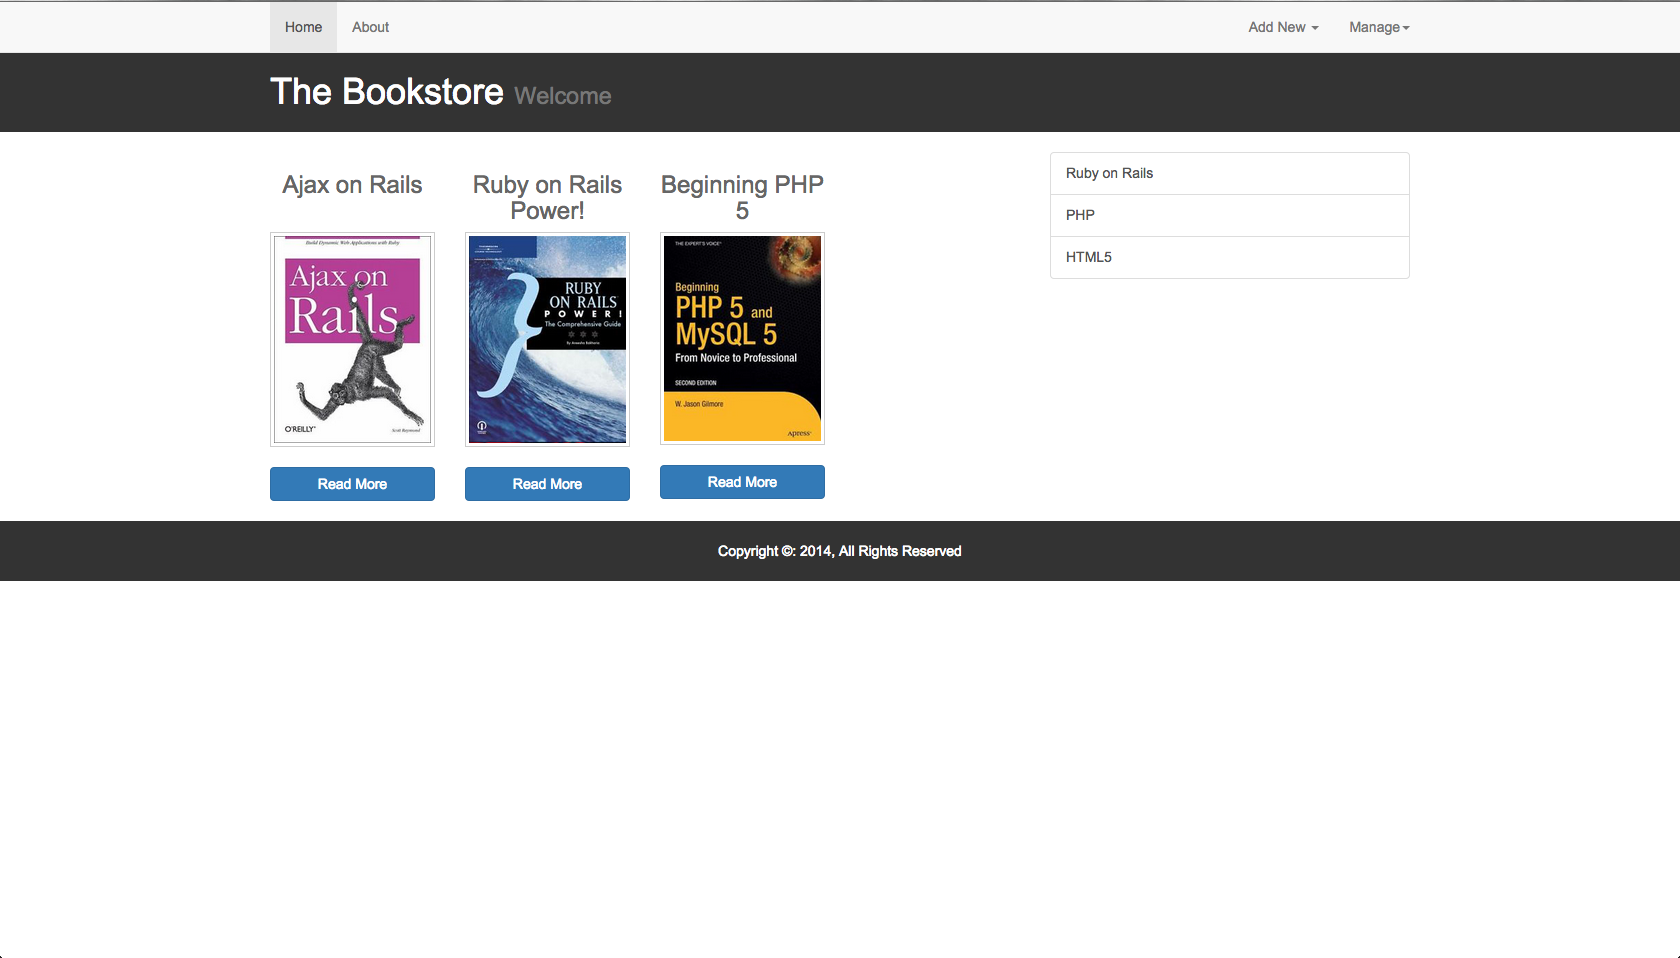 Home
About
Add New
Manage
The Bookstore Welcome
Ajax on Rails
Ruby on Rails
Power!
Beginning PHP
5
Build Dynamic Web Applications with Ruby
Ajax on
Rails
O'REILLY®
Scott Raymond
RUBY
ON RAILS
POWER!
The Comprehensive Guide
By Aneesha Bakharia
THE EXPERT'S VOICE®
Beginning
PHP 5 and
MySQL 5
From Novice to Professional
SECOND EDITION
W. Jason Gilmore
Apress®
Read More
Read More
Read More
Ruby on Rails
PHP
HTML5
Copyright ©: 2014, All Rights Reserved